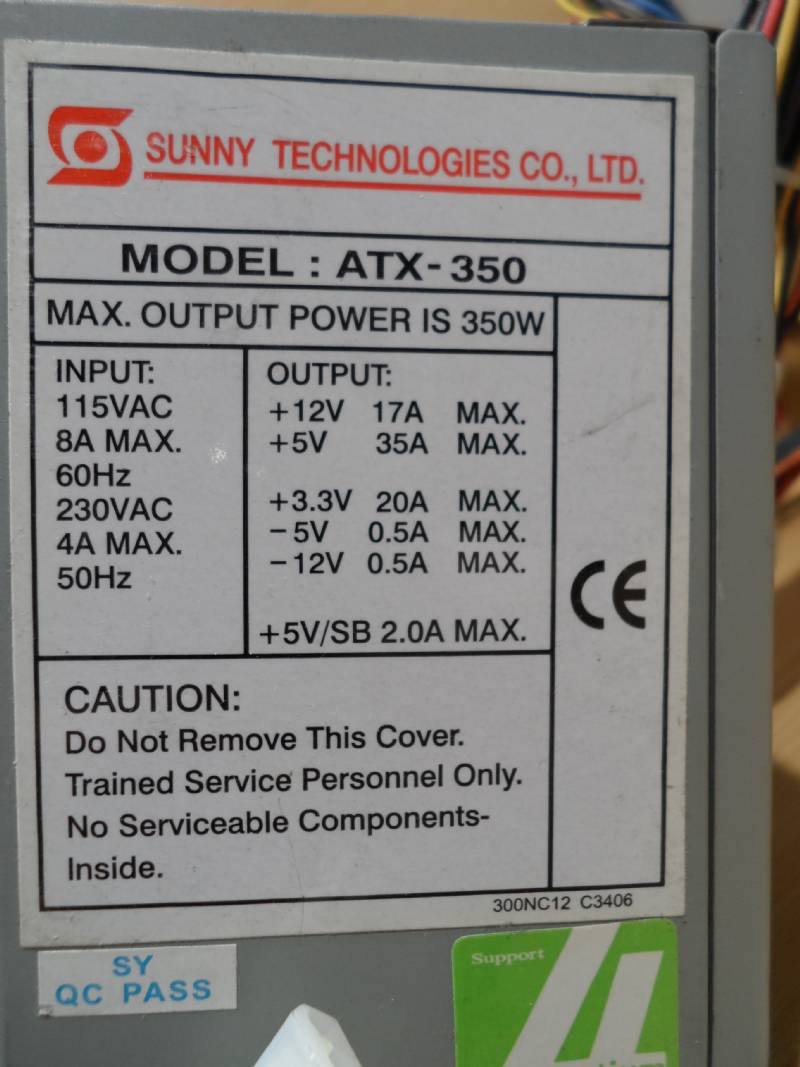 SUNNY TECHNOLOGIES CO., LTD.
MODEL : ATX-350
MAX. OUTPUT POWER IS 350W
INPUT:
115VAC
8A MAX.
60Hz
230VAC
4A MAX.
50Hz
OUTPUT:
+12V 17A MAX.
+5V 35A MAX.
+3.3V 20A MAX.
-5V 0.5A MAX.
-12V 0.5A MAX.
+5V/SB 2.0A MAX.
CE
CAUTION:
Do Not Remove This Cover.
Trained Service Personnel Only.
No Serviceable Components-
Inside.
300NC12 C3406
SY
QC PASS
Support
4